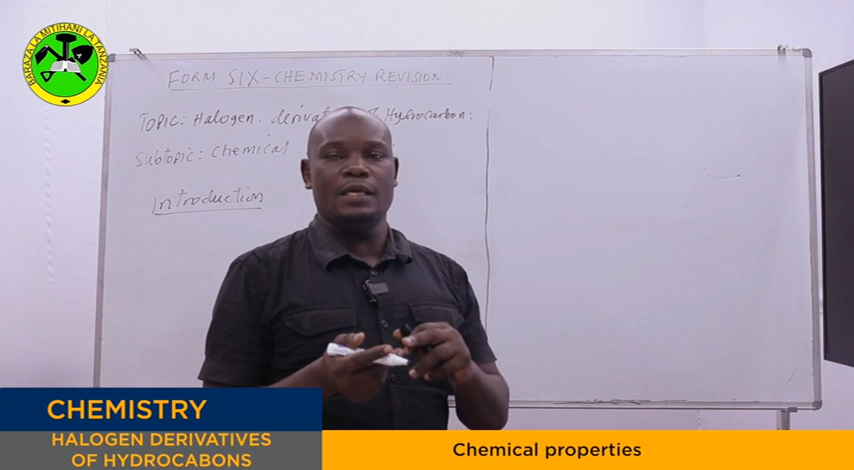 BARAZA LA MITIHANI LA TANZANIA
FORM SIX - CHEMISTRY REVISION
TOPIC: Halogen. Hydrocarbon:
Subtopic: Chemical
Introduction
CHEMISTRY
HALOGEN DERIVATIVES
OF HYDROCABONS
Chemical properties